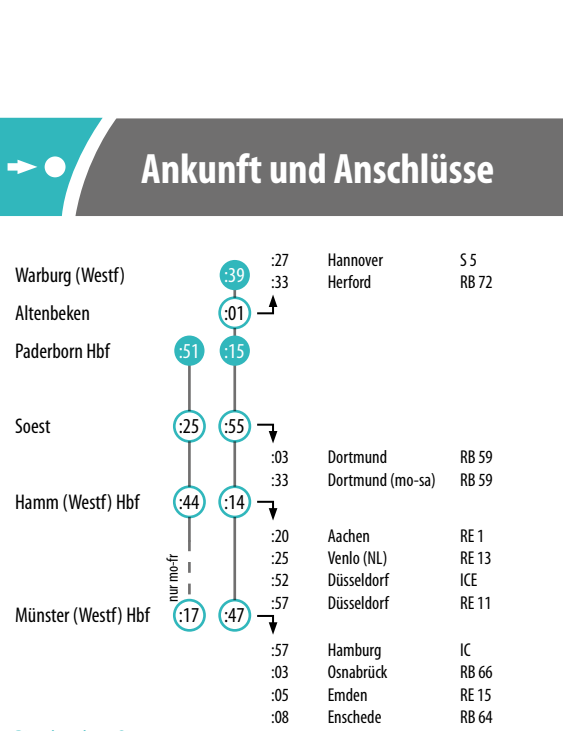 Ankunft und Anschlüsse
:27 Hannover S 5
Warburg (Westf) :39
:33 Herford RB 72
Altenbeken :01
Paderborn Hbf :51 :15
Soest :25 :55
:03 Dortmund RB 59
:33 Dortmund (mo-sa) RB 59
Hamm (Westf) Hbf :44 :14
:20 Aachen RE 1
:25 Venlo (NL) RE 13
:52 Düsseldorf ICE
:57 Düsseldorf RE 11
nur mo-fr
Münster (Westf) Hbf :17 :47
:57 Hamburg IC
:03 Osnabrück RB 66
:05 Emden RE 15
:08 Enschede RB 64